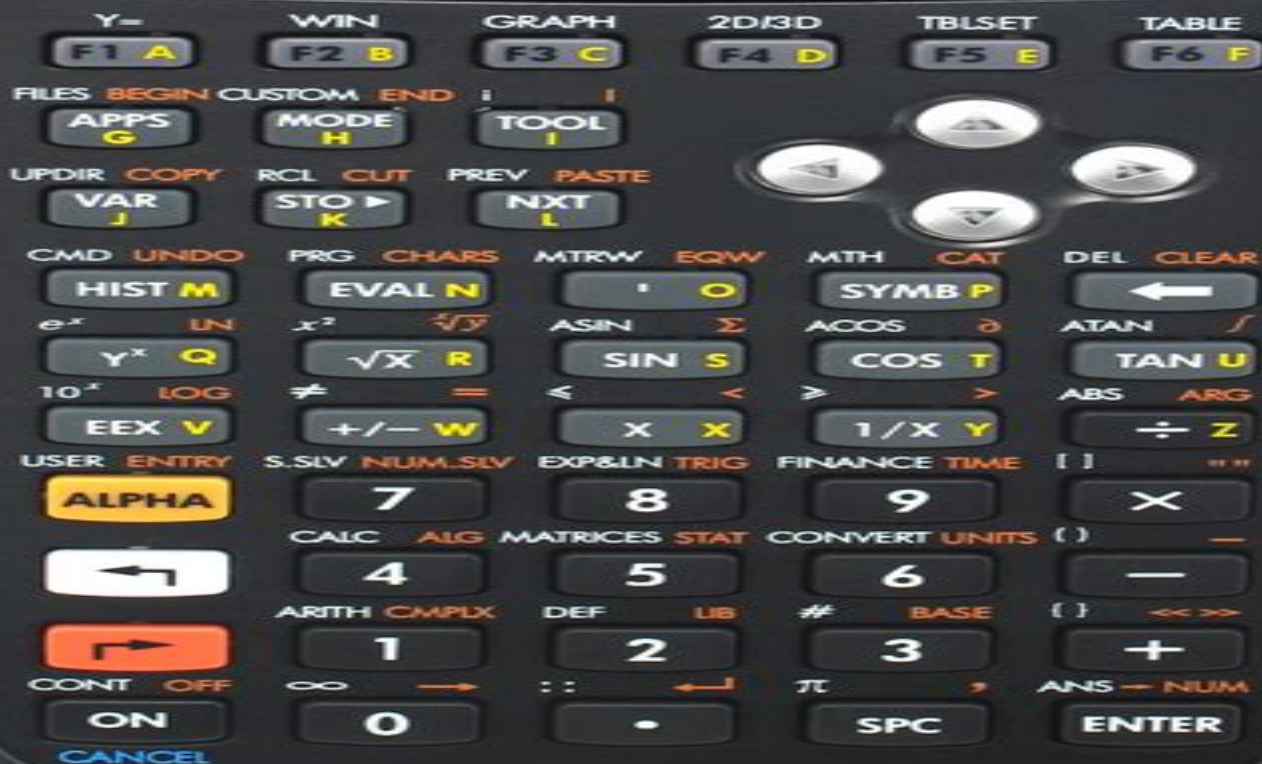 Y= WIN GRAPH 2D/3D TBLSET TABLE
F1 A F2 B F3 C F4 D F5 E F6 F
FILES BEGIN CUSTOM END i I
APPS MODE TOOL
G H I
UPDIR COPY RCL CUT PREV PASTE
VAR STO ▶ NXT
J K L
CMD UNDO PRG CHARS MTRW EQW MTH CAT DEL CLEAR
HIST M EVAL N ' O SYMB P ←
eˣ LN x² ˣ√y ASIN Σ ACOS ∂ ATAN ∫
Yˣ Q √X R SIN S COS T TAN U
10ˣ LOG ≠ = ≤ < ≥ > ABS ARG
EEX V +/− W X X 1/X Y ÷ Z
USER ENTRY S.SLV NUM.SLV EXP&LN TRIG FINANCE TIME [ ] " "
ALPHA 7 8 9 ×
CALC ALG MATRICES STAT CONVERT UNITS ( ) _
4 5 6 −
ARITH CMPLX DEF LIB # BASE { } << >>
1 2 3 +
CONT OFF ∞ → : : ↵ π , ANS → NUM
ON 0 . SPC ENTER
CANCEL